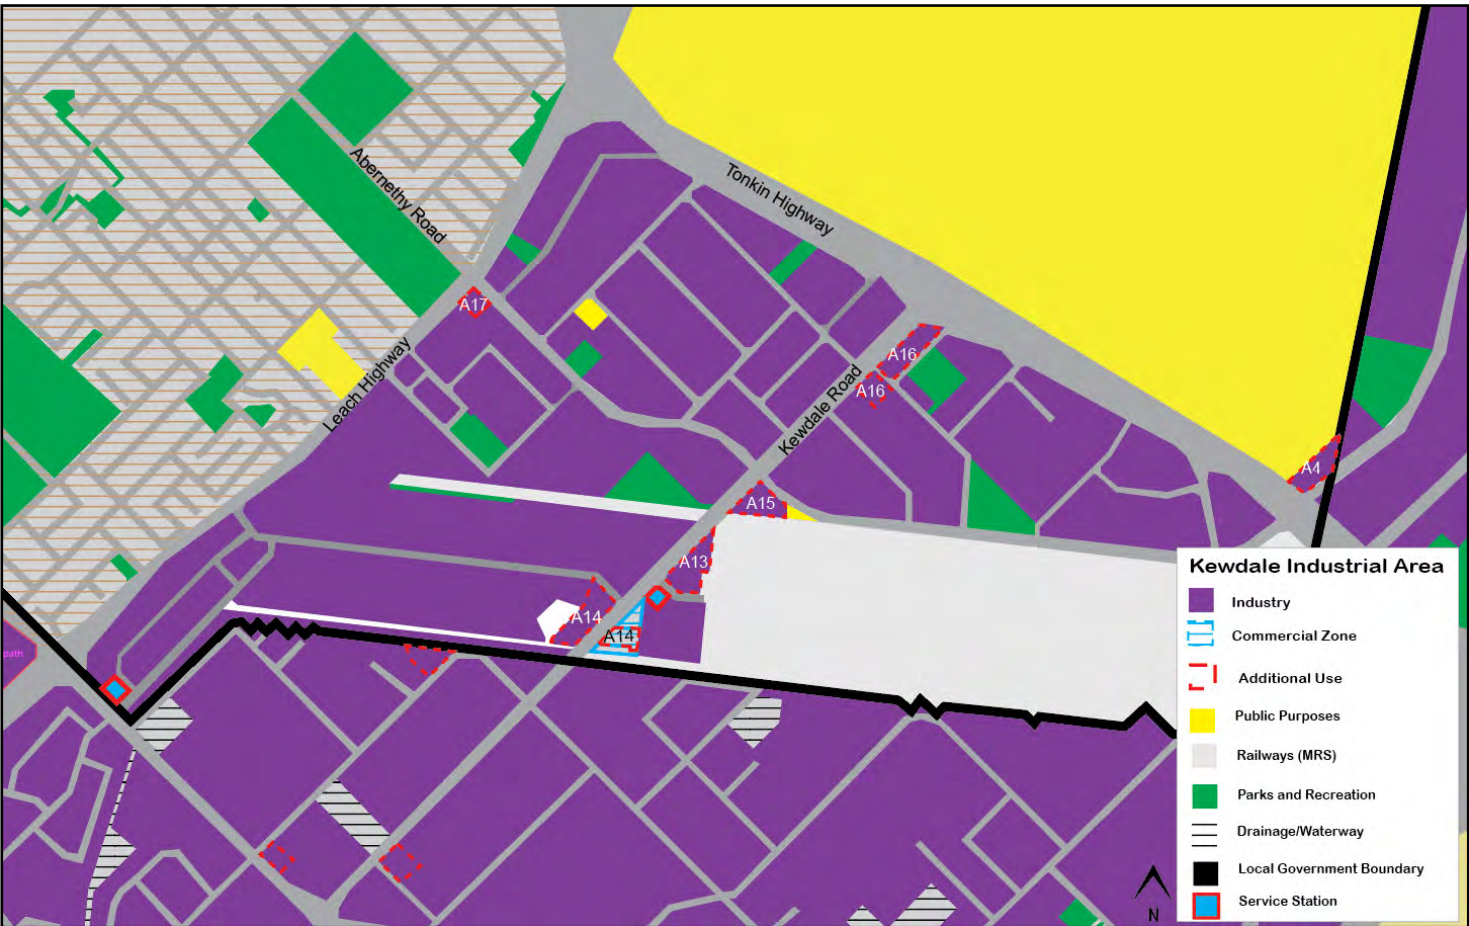 Abernethy Road
Tonkin Highway
A17
Leach Highway
A16
A16
Kewdale Road
A4
A15
A13
A14
A14
path
N
Kewdale Industrial Area
Industry
Commercial Zone
Additional Use
Public Purposes
Railways (MRS)
Parks and Recreation
Drainage/Waterway
Local Government Boundary
Service Station